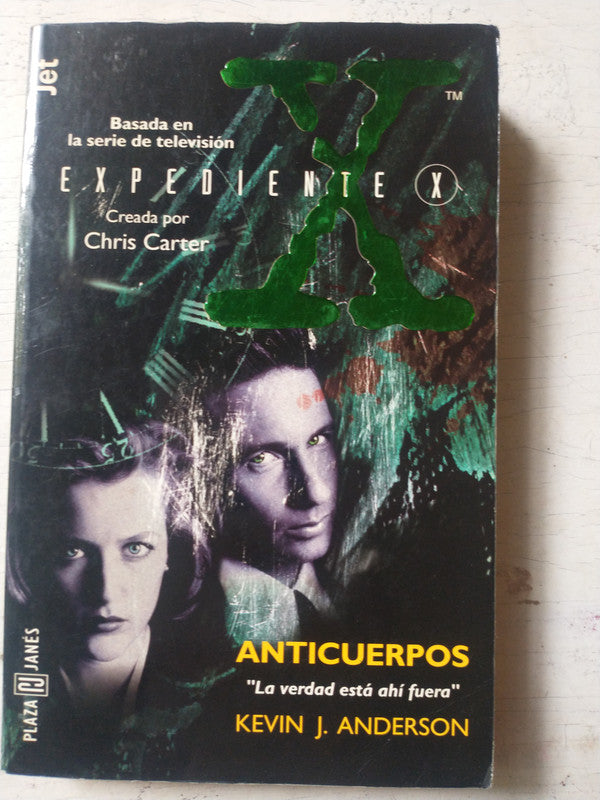 jet
X
TM
Basada en
la serie de televisión
EXPEDIENTE X
Creada por
Chris Carter
ANTICUERPOS
"La verdad está ahí fuera"
KEVIN J. ANDERSON
PLAZA JANÉS